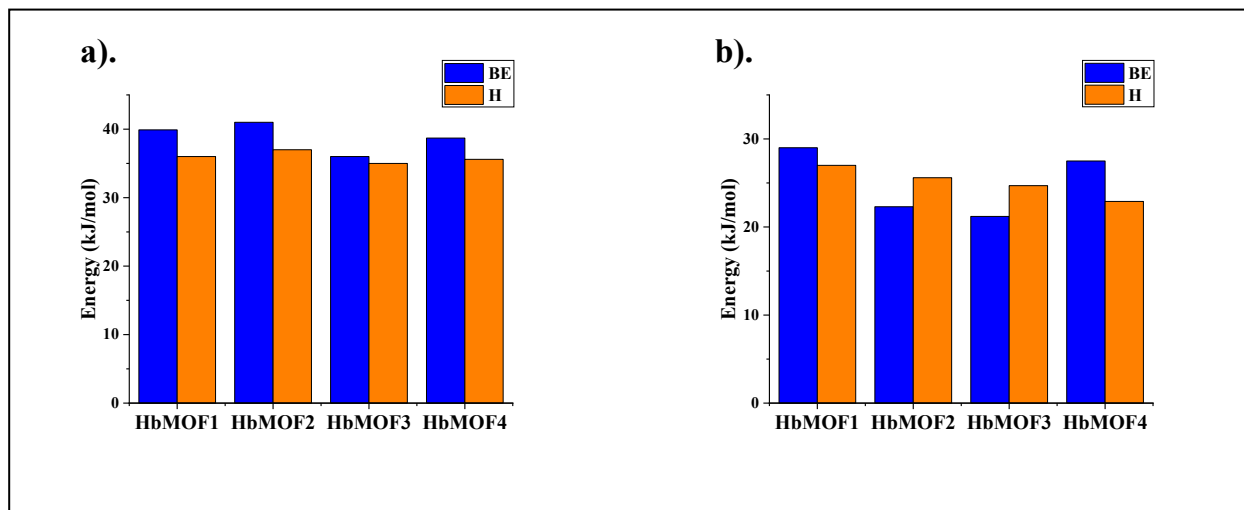 a).
BE
H
Energy (kJ/mol)
40
30
20
10
0
HbMOF1 HbMOF2 HbMOF3 HbMOF4
b).
BE
H
Energy (kJ/mol)
30
20
10
0
HbMOF1 HbMOF2 HbMOF3 HbMOF4